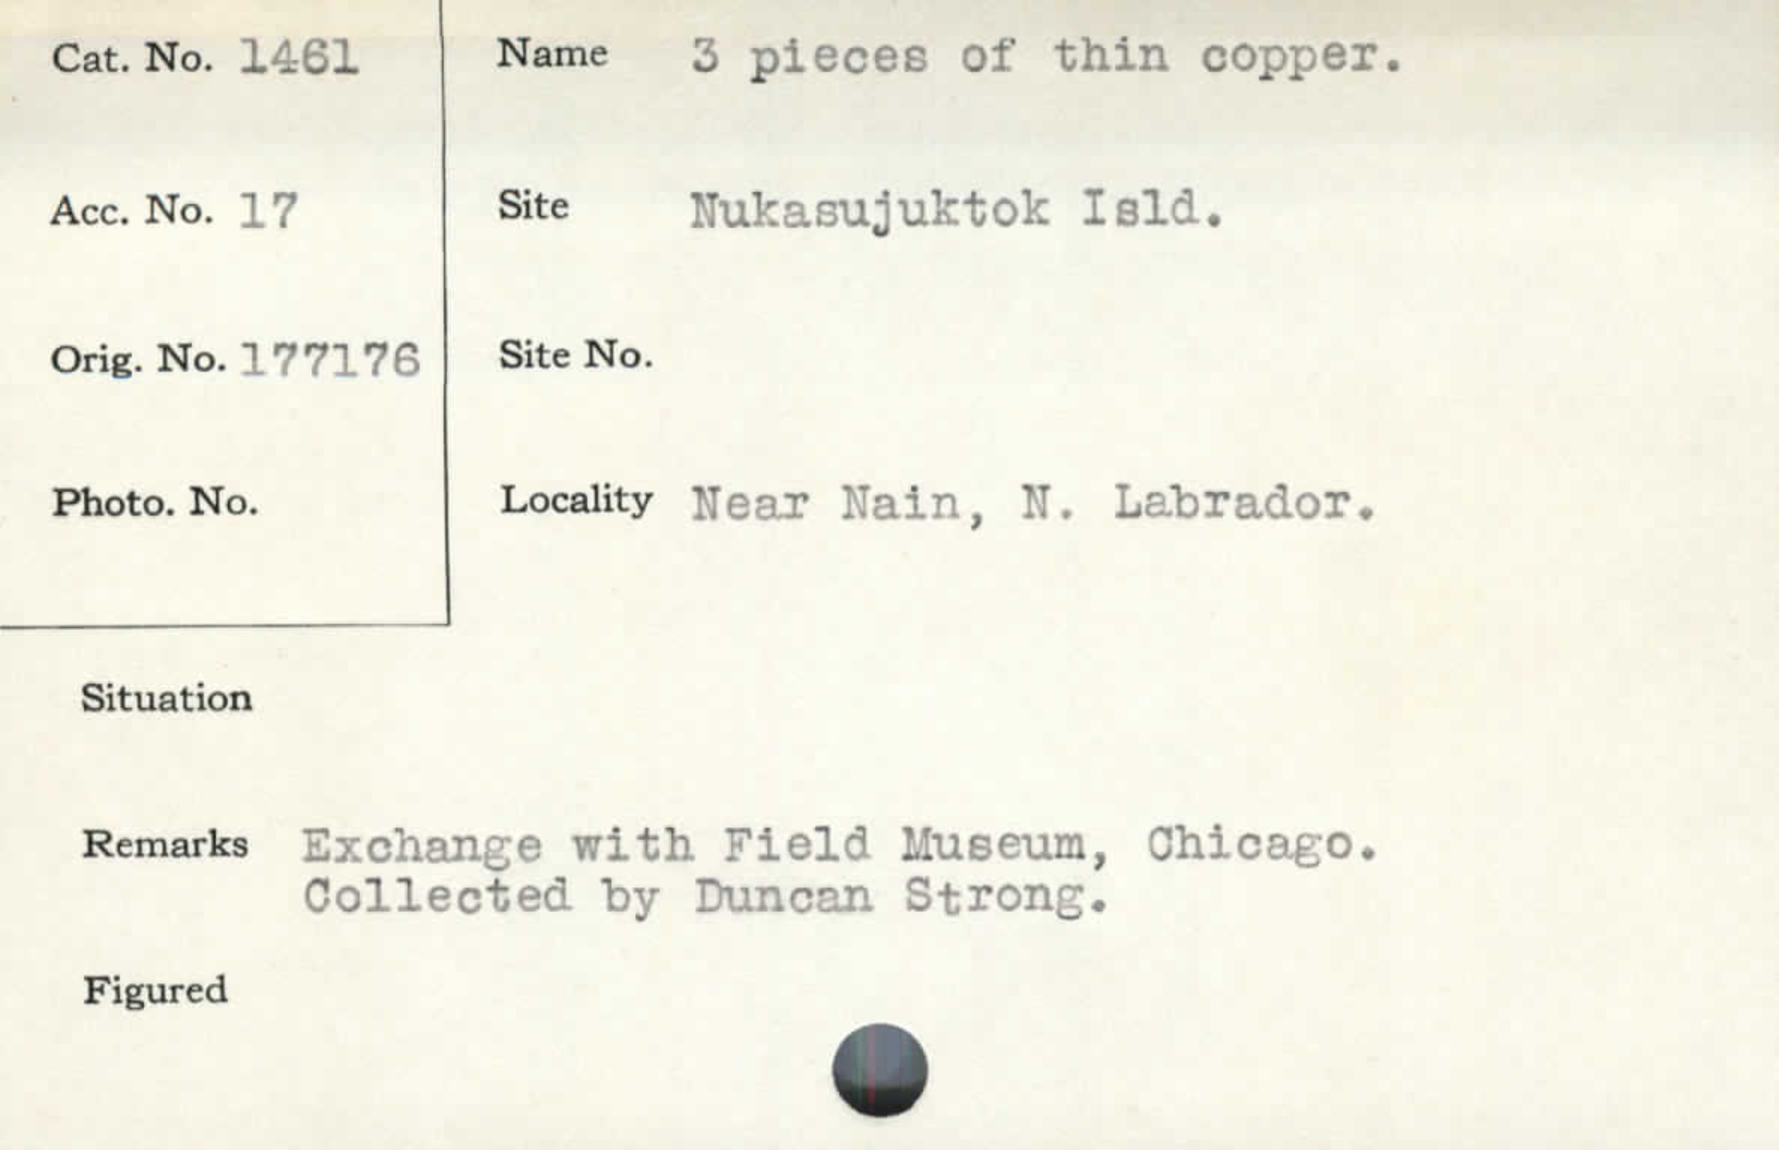 Cat. No. 1461
Name 3 pieces of thin copper.
Acc. No. 17
Site Nukasujuktok Isld.
Orig. No. 177176
Site No.
Photo. No.
Locality Near Nain, N. Labrador.
Situation
Remarks Exchange with Field Museum, Chicago.
Collected by Duncan Strong.
Figured